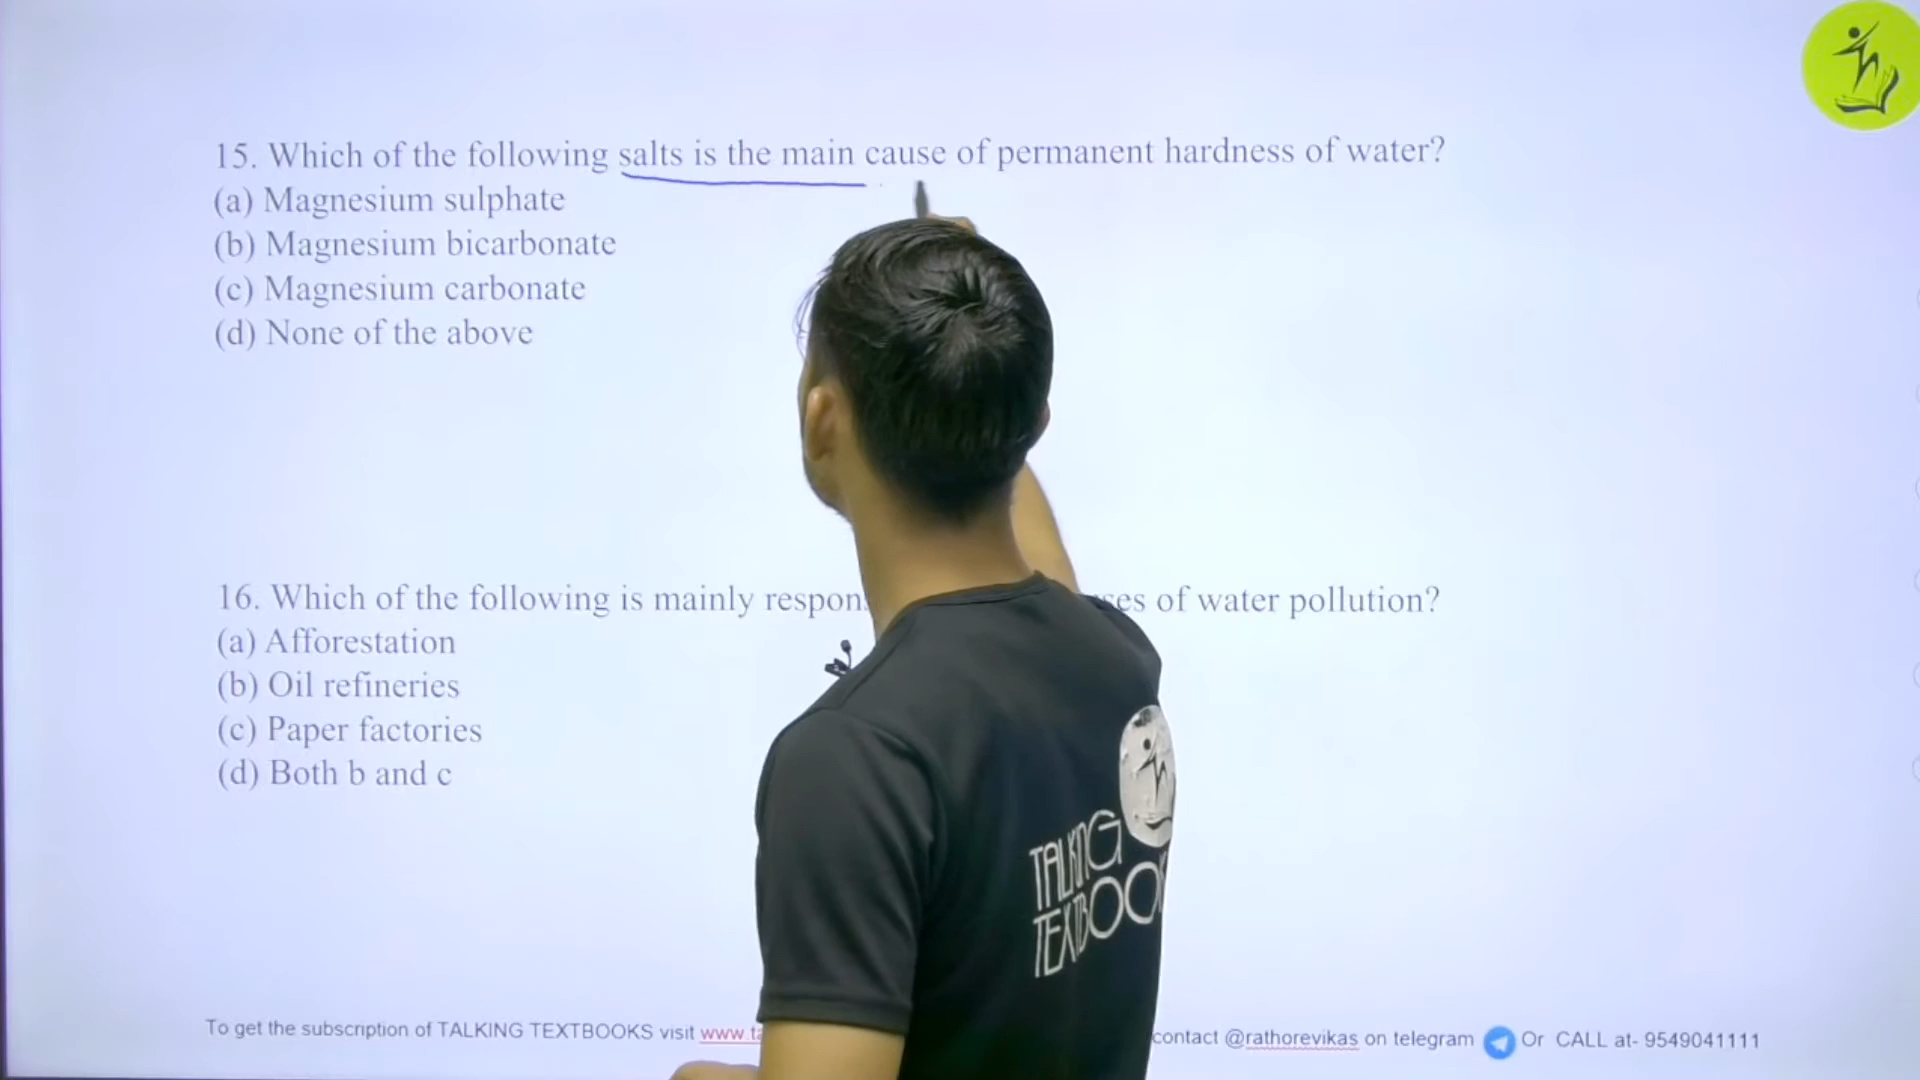 15. Which of the following salts is the main cause of permanent hardness of water?
(a) Magnesium sulphate
(b) Magnesium bicarbonate
(c) Magnesium carbonate
(d) None of the above
16. Which of the following is mainly of water pollution?
(a) Afforestation
(b) Oil refineries
(c) Paper factories
(d) Both b and c
TALKING
To get the subscription of TALKING TEXTBOOKS visit contact @rathorevikas on telegram Or CALL at- 9549041111